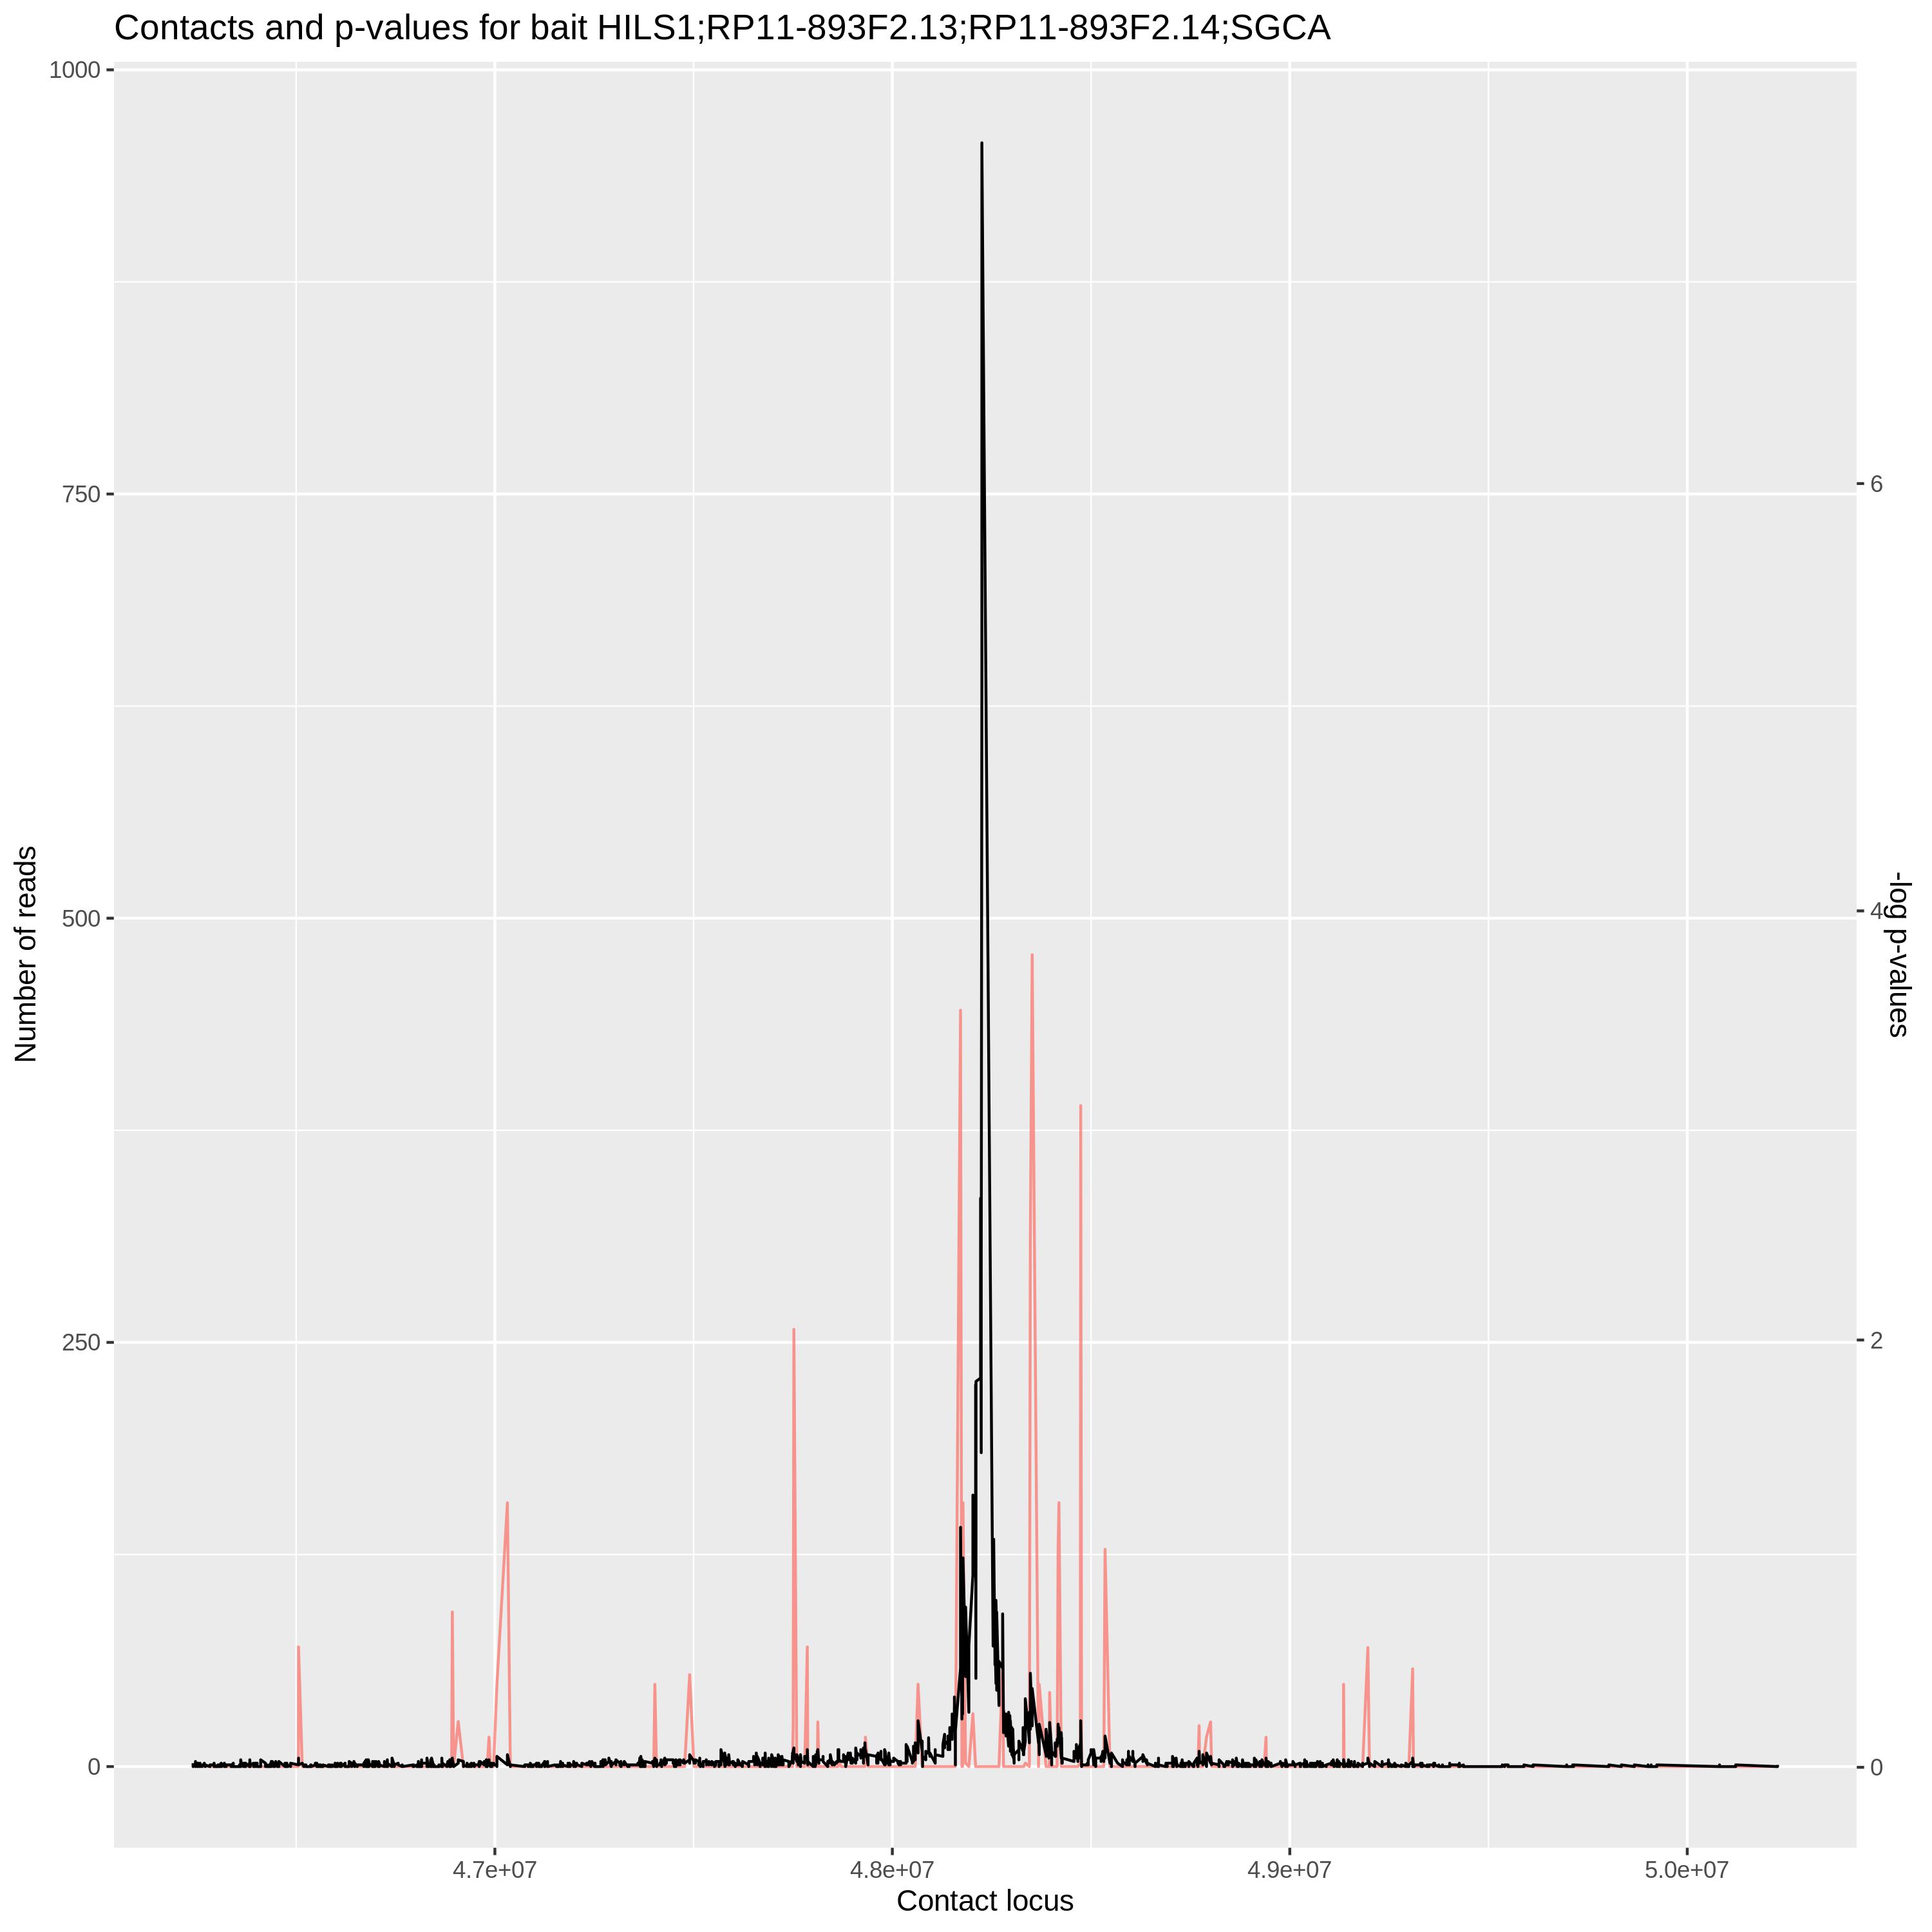 Contacts and p-values for bait HILS1;RP11-893F2.13;RP11-893F2.14;SGCA
1000
750
500
250
0
Number of reads
6
4
2
0
-log p-values
4.7e+07
4.8e+07
4.9e+07
5.0e+07
Contact locus